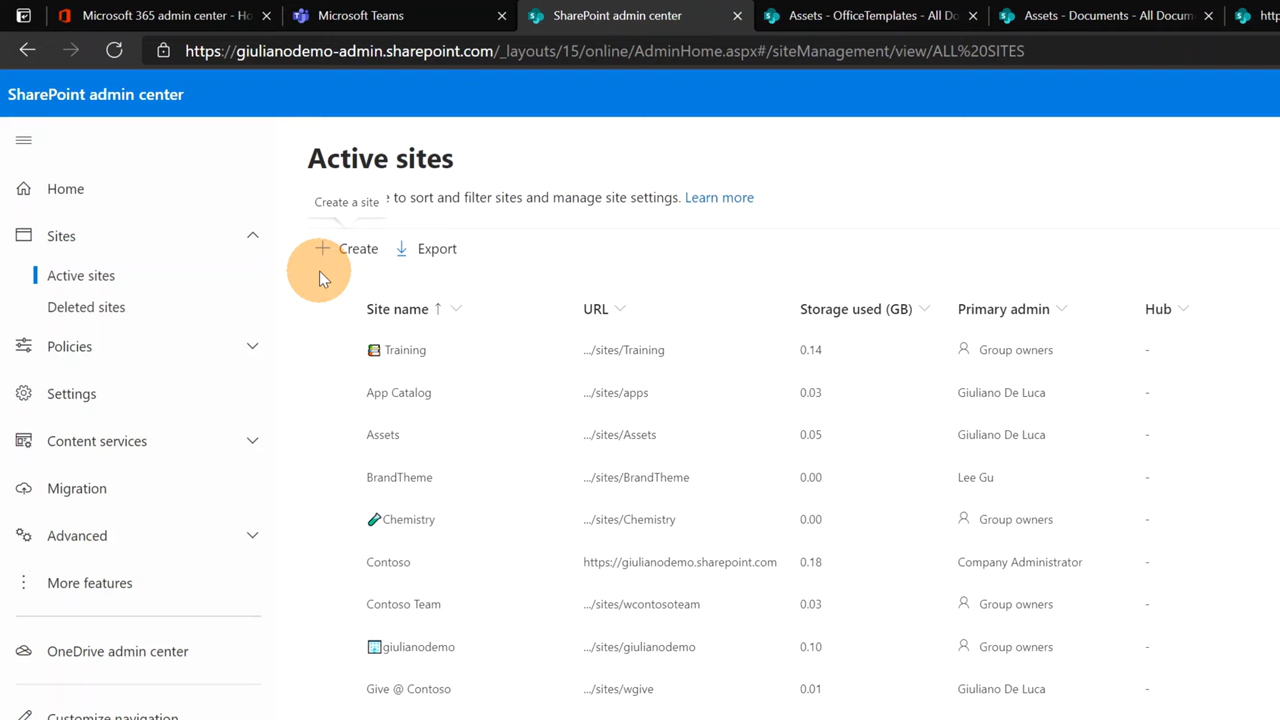 Microsoft 365 admin center - Ho
Microsoft Teams
SharePoint admin center
Assets - OfficeTemplates - All Do
Assets - Documents - All Docum
https://giulianodemo-admin.sharepoint.com/_layouts/15/online/AdminHome.aspx#/siteManagement/view/ALL%20SITES
SharePoint admin center
Home
Sites
Active sites
Deleted sites
Policies
Settings
Content services
Migration
Advanced
More features
OneDrive admin center
Customize navigation
Active sites
Create a site
e to sort and filter sites and manage site settings. Learn more
Create Export
Site name ↑ URL Storage used (GB) Primary admin Hub
Training .../sites/Training 0.14 Group owners -
App Catalog .../sites/apps 0.03 Giuliano De Luca -
Assets .../sites/Assets 0.05 Giuliano De Luca -
BrandTheme .../sites/BrandTheme 0.00 Lee Gu -
Chemistry .../sites/Chemistry 0.00 Group owners -
Contoso https://giulianodemo.sharepoint.com 0.18 Company Administrator -
Contoso Team .../sites/wcontosoteam 0.03 Group owners -
giulianodemo .../sites/giulianodemo 0.10 Group owners -
Give @ Contoso .../sites/wgive 0.01 Giuliano De Luca -